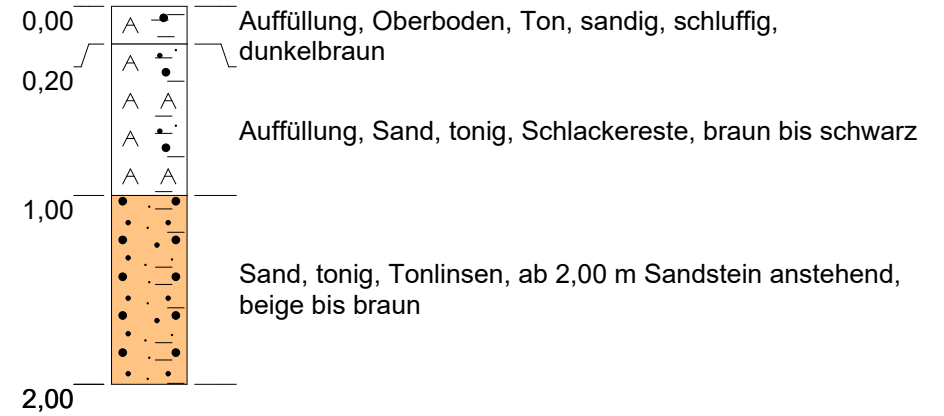 0,00
Auffüllung, Oberboden, Ton, sandig, schluffig,
dunkelbraun
0,20
Auffüllung, Sand, tonig, Schlackereste, braun bis schwarz
1,00
Sand, tonig, Tonlinsen, ab 2,00 m Sandstein anstehend,
beige bis braun
2,00